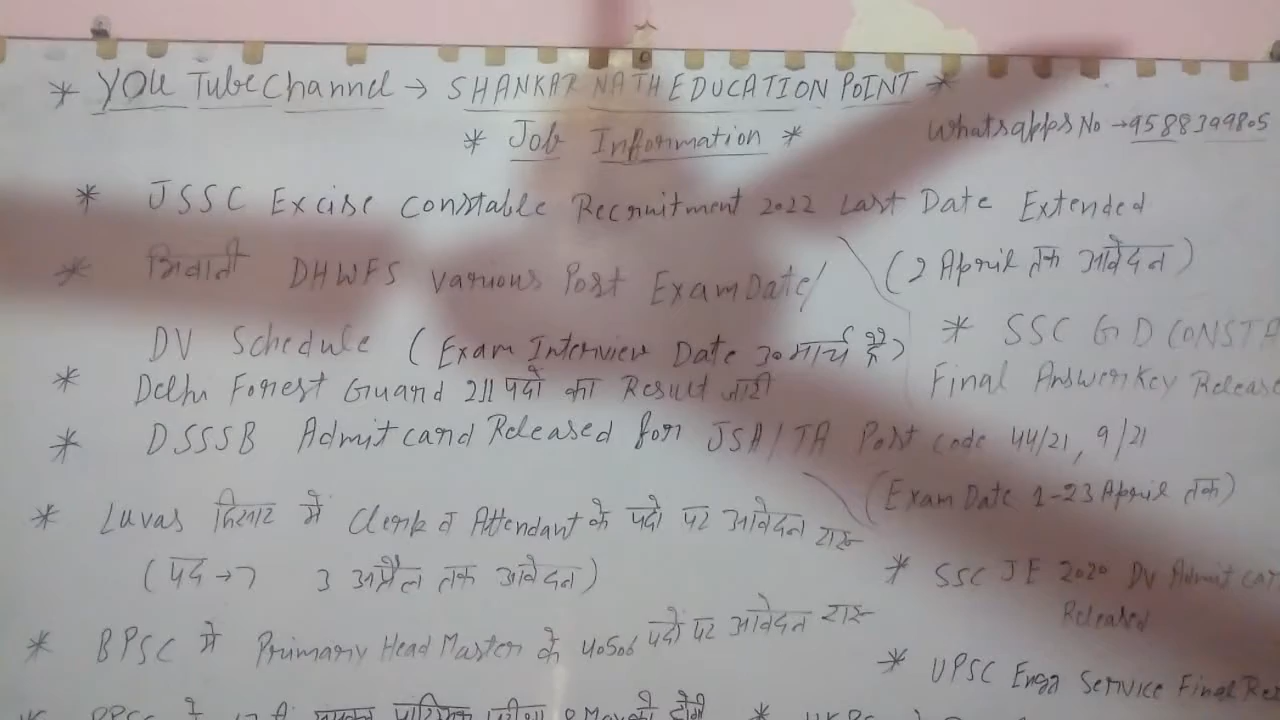 * YOU Tube Channel → SHANKAR NATH EDUCATION POINT *
* Job Information *
Whatsapps No → 9588399805
* JSSC Excise Constable Recruitment 2022 Last Date Extended
(2 April तक आवेदन)
* भिवानी DHWFS various Post Exam Date/
DV Schedule (Exam Interview Date 30 मार्च है)
* SSC GD CONSTA
Final Answer Key Release
* Delhi Forest Guard 211 पदों का Result जारी
* DSSSB Admit card Released for JSA/TA Post Code 44/21, 9/21
(Exam Date 1-23 April तक)
* Luvas हिसार में Clerk व Attendant के पदों पर आवेदन शुरू
(पद → 7 3 अप्रैल तक आवेदन)
* SSC JE 2020 DV Admit car
Released
* BPSC में Primary Head Master के 40506 पदों पर आवेदन शुरू
* UPSC Engg Service Final Res